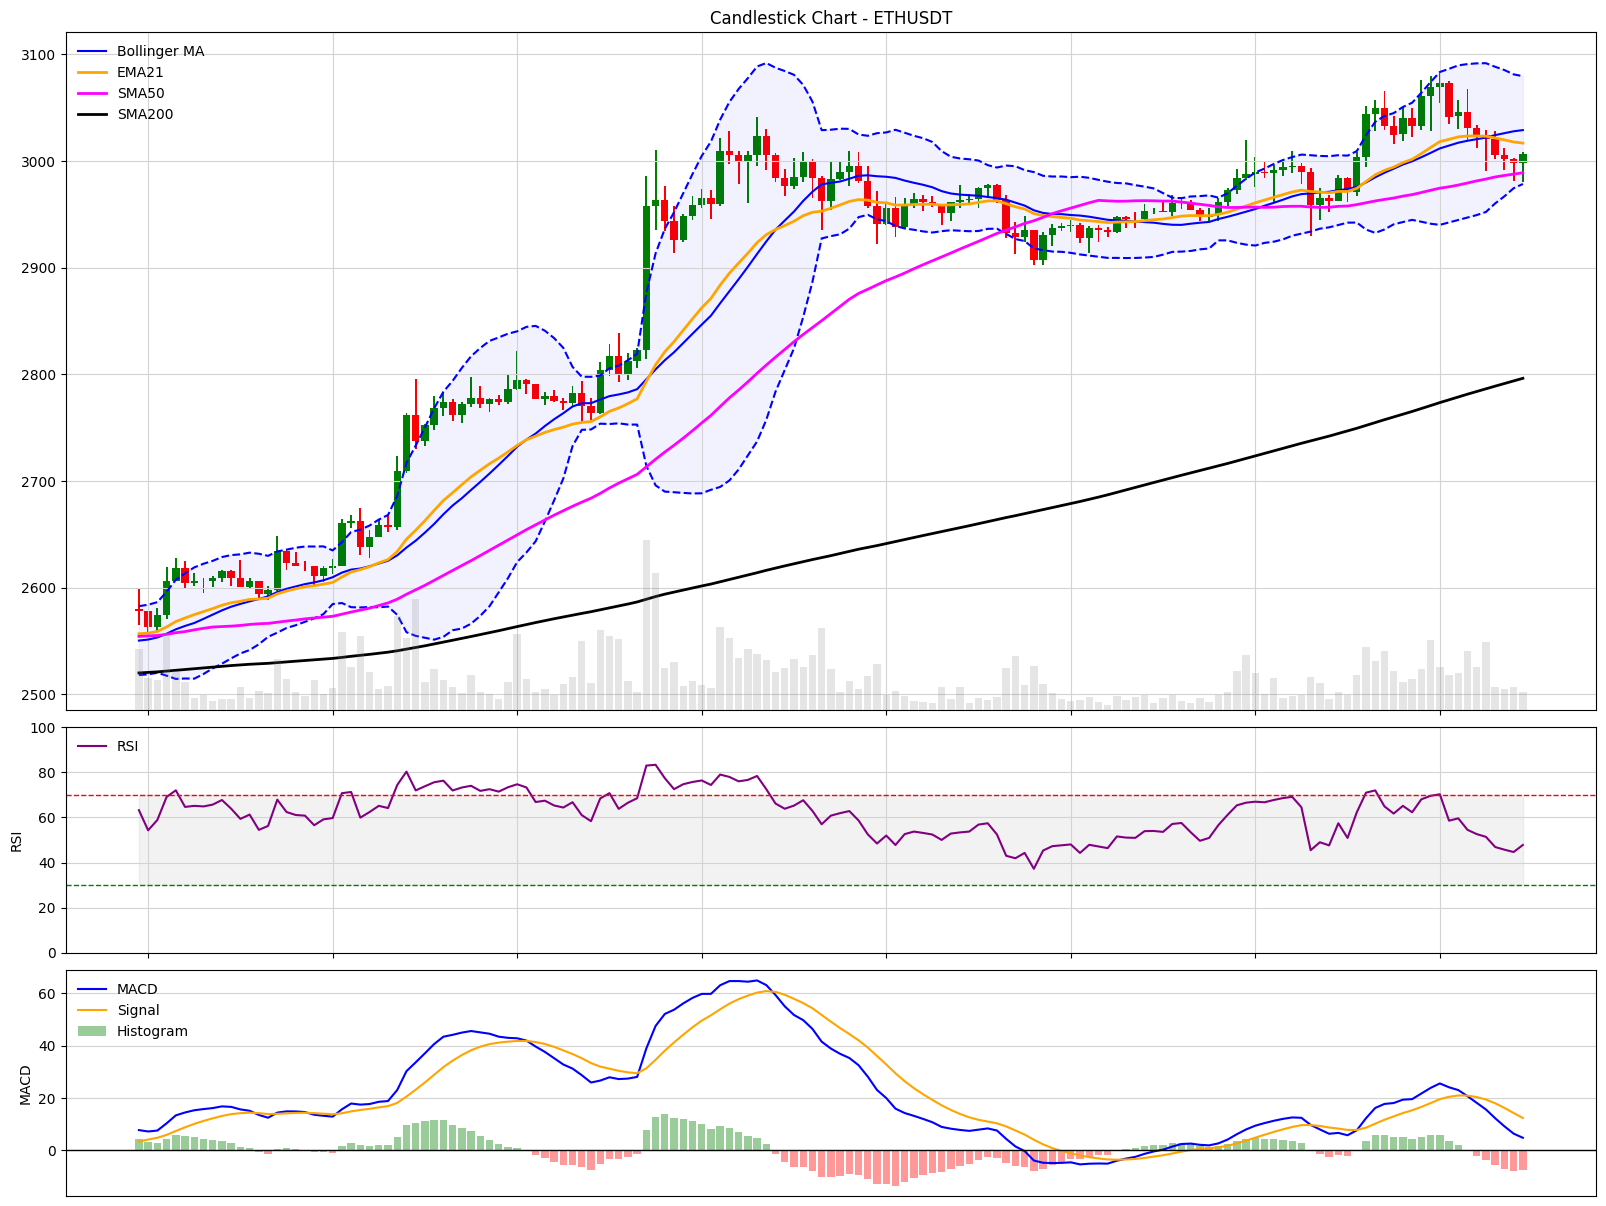 Candlestick Chart - ETHUSDT
Bollinger MA
EMA21
SMA50
SMA200
3100
3000
2900
2800
2700
2600
2500
RSI
100
80
60
40
20
0
RSI
MACD
Signal
Histogram
60
40
20
0
MACD